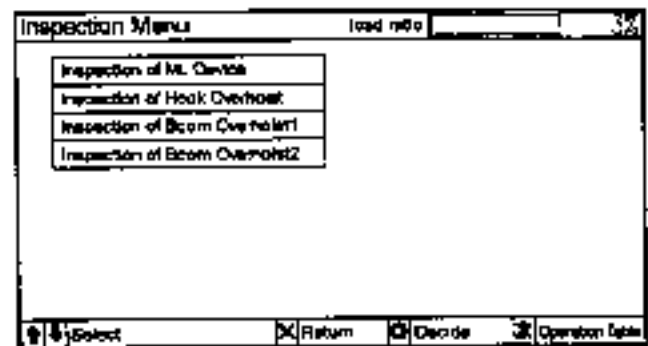 Inspection Menu load ratio
Inspection of ML Device
Inspection of Hook Overhoist
Inspection of Boom Overhoist1
Inspection of Boom Overhoist2
Select Return Decide Operation Table